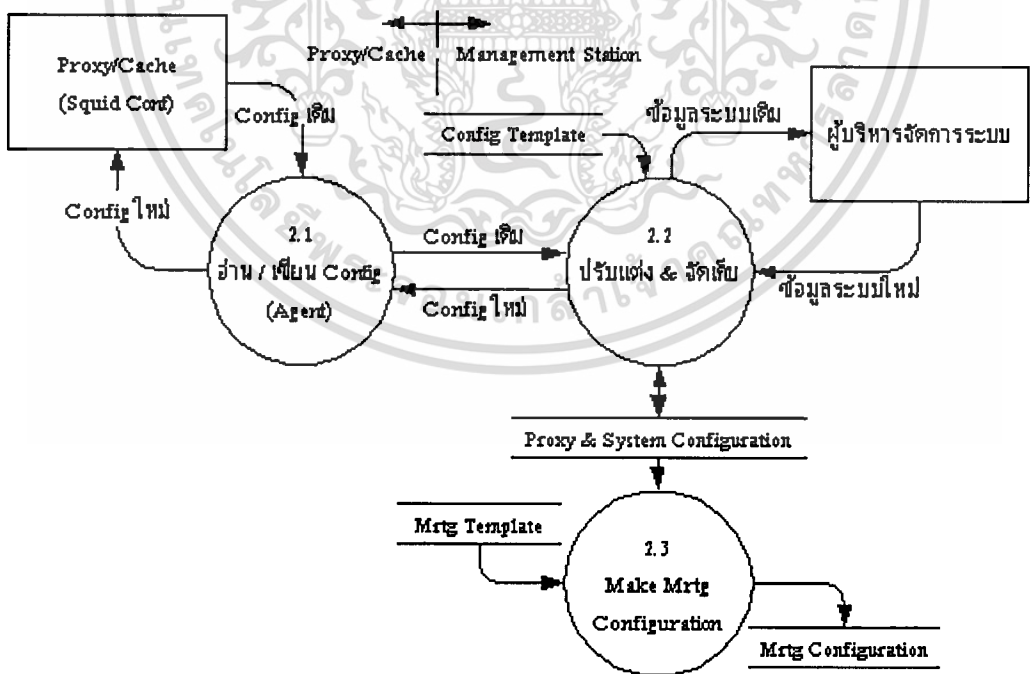 Proxy/Cache
(Squid Conf)
Proxy/Cache
Management Station
Config เดิม
Config Template
ข้อมูลระบบเดิม
ผู้บริหารจัดการระบบ
Config ใหม่
2.1
อ่าน / เขียน Config
(Agent)
Config เดิม
Config ใหม่
2.2
ปรับแต่ง & จัดเก็บ
ข้อมูลระบบใหม่
Proxy & System Configuration
Mrtg Template
2.3
Make Mrtg
Configuration
Mrtg Configuration